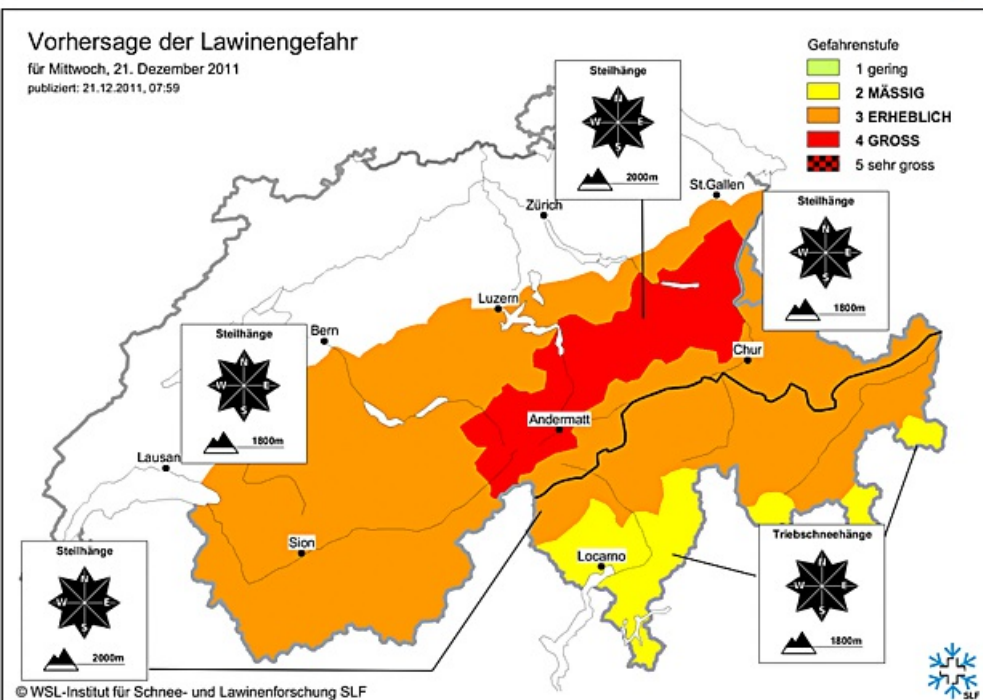 Vorhersage der Lawinengefahr
für Mittwoch, 21. Dezember 2011
publiziert: 21.12.2011, 07:59
Gefahrenstufe
1 gering
2 MÄSSIG
3 ERHEBLICH
4 GROSS
5 sehr gross
Steilhänge
N
W E
S
2000m
St.Gallen
Zürich
Steilhänge
N
W E
S
1800m
Luzern
Bern
Steilhänge
N
W E
S
1800m
Chur
Andermatt
Lausan
Sion
Locarno
Steilhänge
N
W E
S
2000m
Triebschneehänge
N
W E
S
1800m
© WSL-Institut für Schnee- und Lawinenforschung SLF
SLF